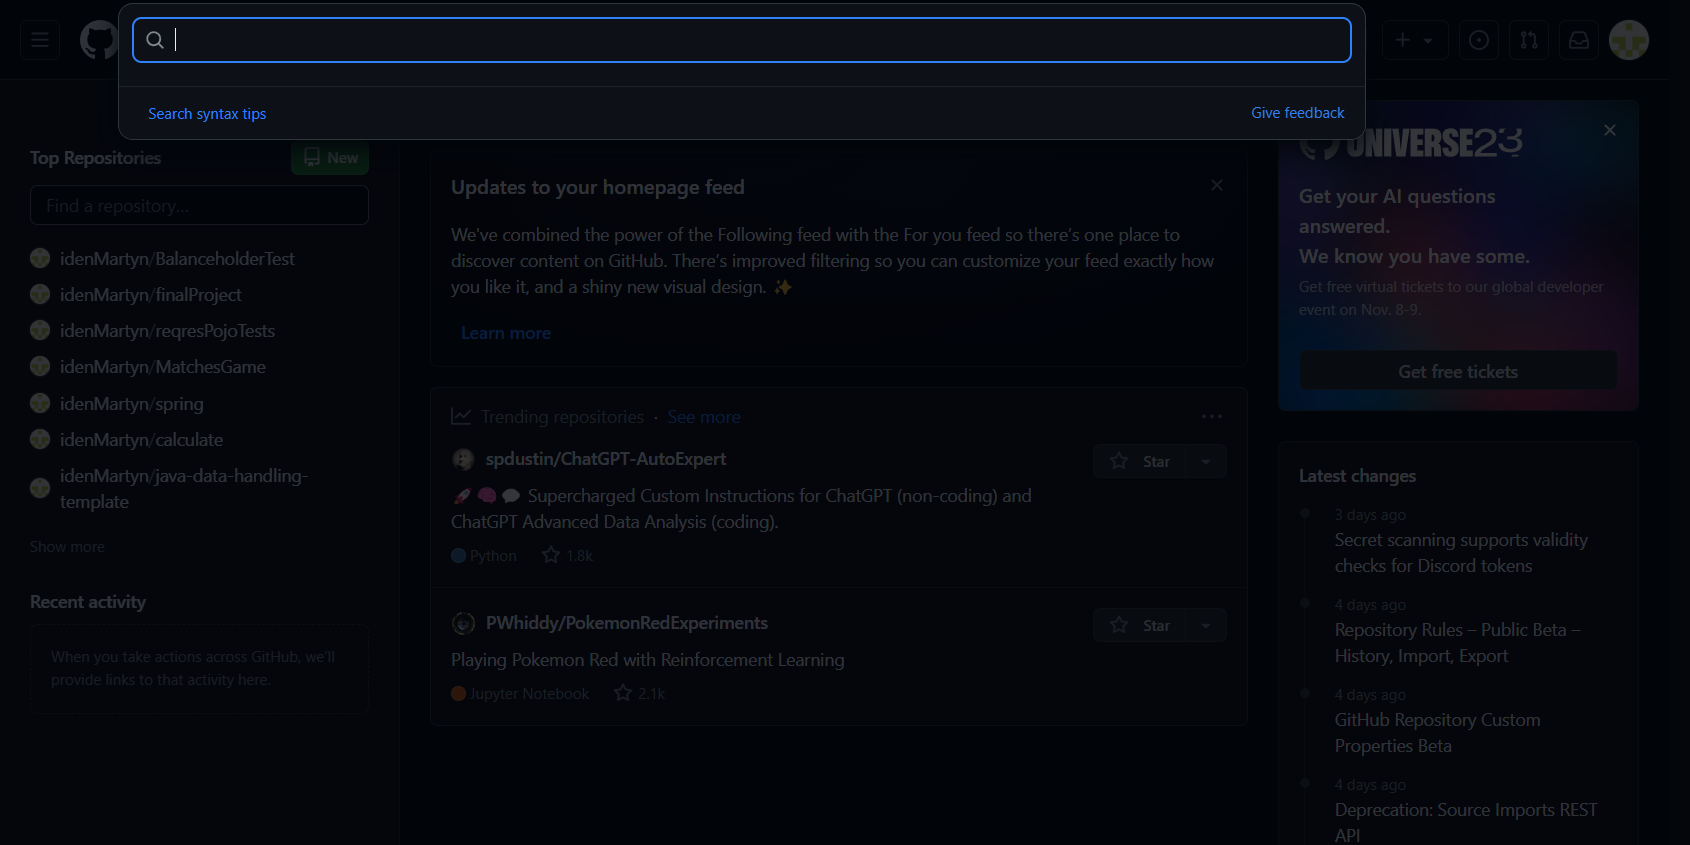 Search syntax tips
Give feedback
Top Repositories
New
Find a repository...
idenMartyn/BalanceholderTest
idenMartyn/finalProject
idenMartyn/reqresPojoTests
idenMartyn/MatchesGame
idenMartyn/spring
idenMartyn/calculate
idenMartyn/java-data-handling-
template
Show more
Recent activity
When you take actions across GitHub, we'll
provide links to that activity here.
Updates to your homepage feed
We've combined the power of the Following feed with the For you feed so there's one place to
discover content on GitHub. There's improved filtering so you can customize your feed exactly how
you like it, and a shiny new visual design. ✨
Learn more
Trending repositories · See more
spdustin/ChatGPT-AutoExpert
Star
🚀🧠💬 Supercharged Custom Instructions for ChatGPT (non-coding) and
ChatGPT Advanced Data Analysis (coding).
Python 1.8k
PWhiddy/PokemonRedExperiments
Star
Playing Pokemon Red with Reinforcement Learning
Jupyter Notebook 2.1k
UNIVERSE23
Get your AI questions
answered.
We know you have some.
Get free virtual tickets to our global developer
event on Nov. 8-9.
Get free tickets
Latest changes
3 days ago
Secret scanning supports validity
checks for Discord tokens
4 days ago
Repository Rules – Public Beta –
History, Import, Export
4 days ago
GitHub Repository Custom
Properties Beta
4 days ago
Deprecation: Source Imports REST
API